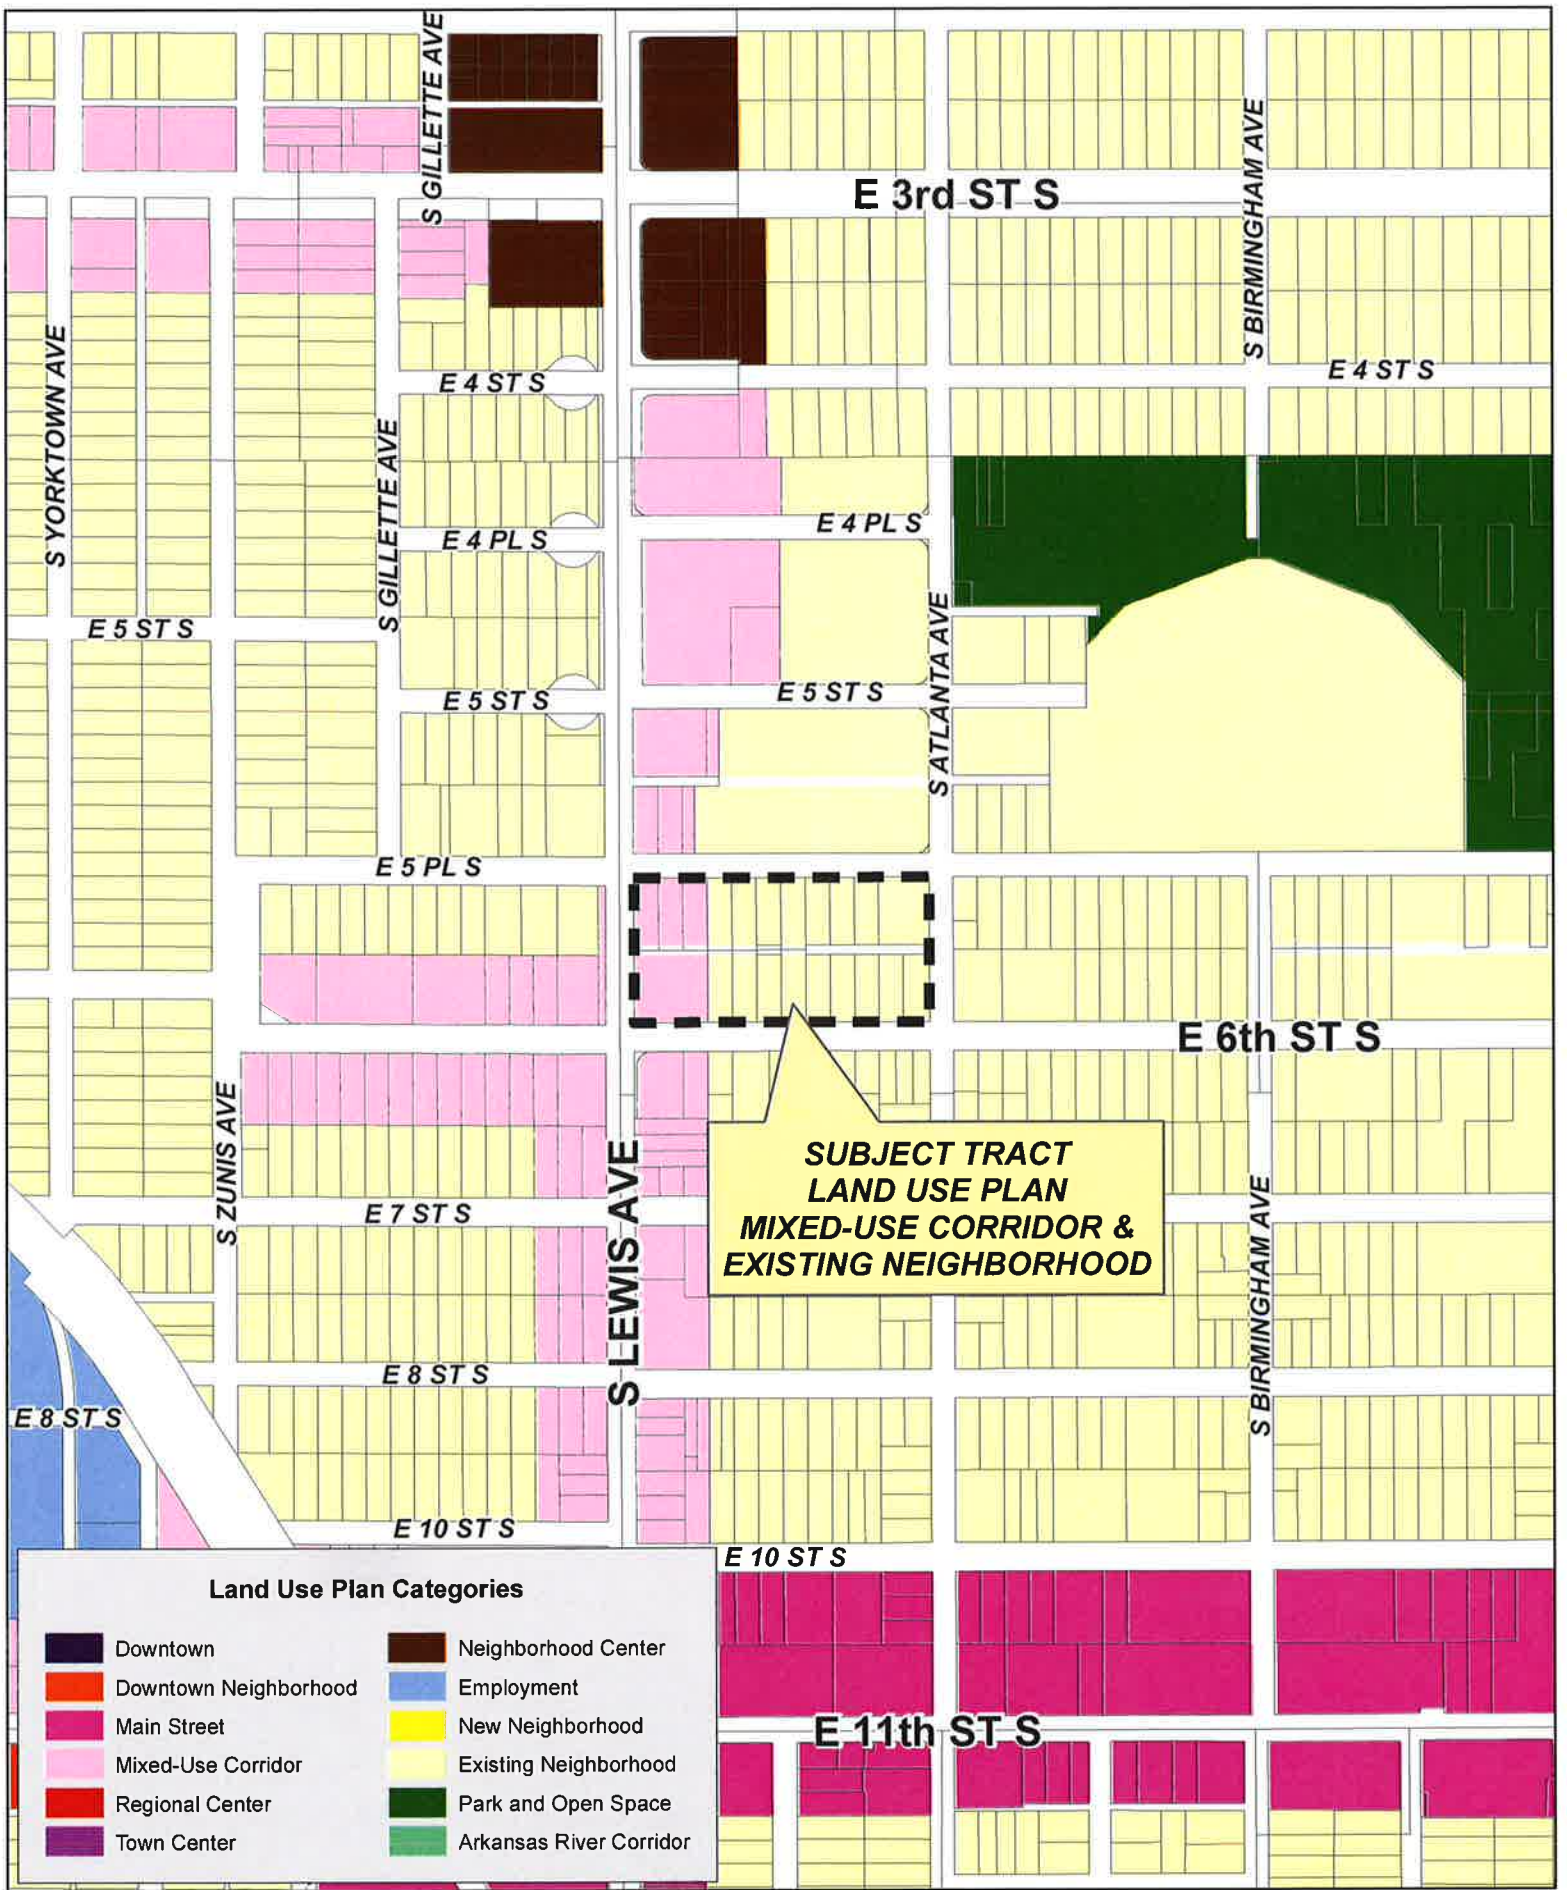 S GILLETTE AVE
E 3rd ST S
S BIRMINGHAM AVE
S YORKTOWN AVE
E 4 ST S
E 4 ST S
S GILLETTE AVE
E 4 PL S
E 4 PL S
E 5 ST S
E 5 ST S
E 5 ST S
S ATLANTA AVE
E 5 PL S
E 6th ST S
S ZUNIS AVE
SUBJECT TRACT
LAND USE PLAN
MIXED-USE CORRIDOR &
EXISTING NEIGHBORHOOD
E 7 ST S
S LEWIS AVE
S BIRMINGHAM AVE
E 8 ST S
E 8 ST S
E 10 ST S
E 10 ST S
E 11th ST S
Land Use Plan Categories
Downtown
Downtown Neighborhood
Main Street
Mixed-Use Corridor
Regional Center
Town Center
Neighborhood Center
Employment
New Neighborhood
Existing Neighborhood
Park and Open Space
Arkansas River Corridor